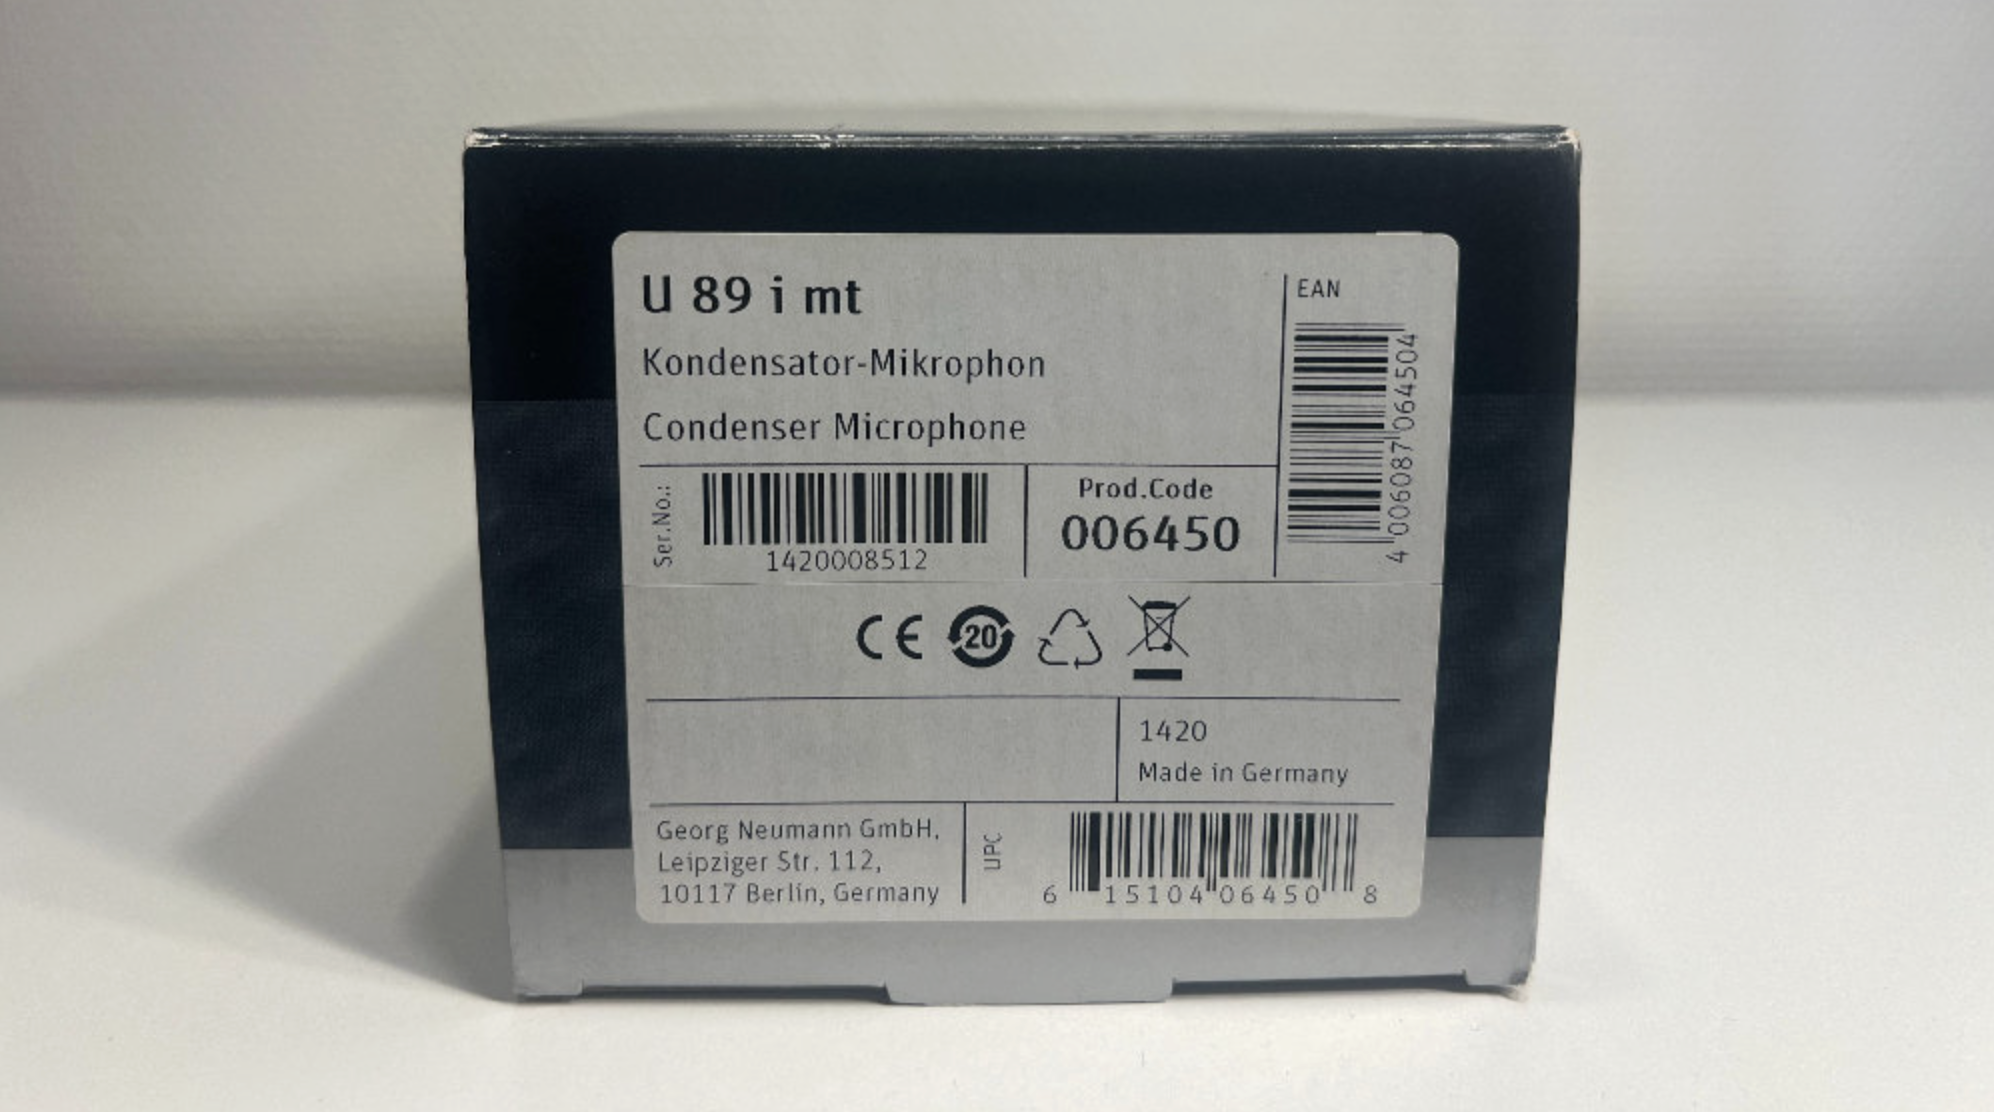 U 89 i mt
Kondensator-Mikrophon
Condenser Microphone
EAN
4 006087 064504
Ser.No.:
1420008512
Prod.Code
006450
CE
20
1420
Made in Germany
Georg Neumann GmbH,
Leipziger Str. 112,
10117 Berlin, Germany
UPC
6 15104 06450 8